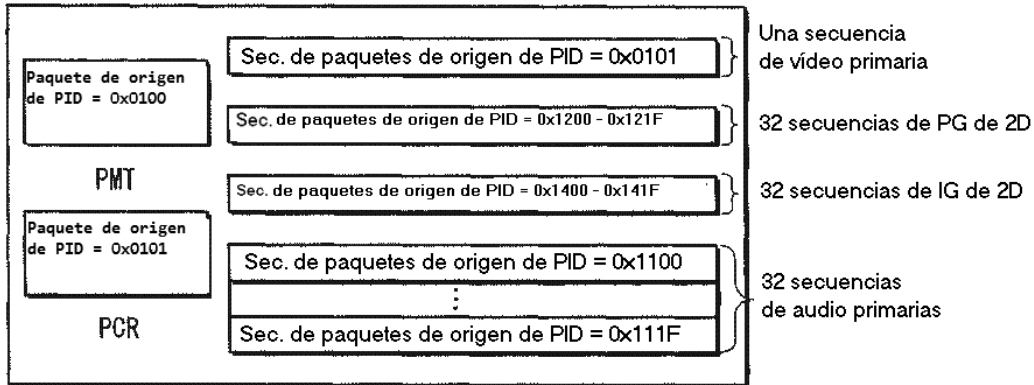 Paquete de origen
de PID = 0x0100
PMT
Paquete de origen
de PID = 0x0101
PCR
Sec. de paquetes de origen de PID = 0x0101
Una secuencia
de vídeo primaria
Sec. de paquetes de origen de PID = 0x1200 - 0x121F
32 secuencias de PG de 2D
Sec. de paquetes de origen de PID = 0x1400 - 0x141F
32 secuencias de IG de 2D
Sec. de paquetes de origen de PID = 0x1100
⋮
Sec. de paquetes de origen de PID = 0x111F
32 secuencias
de audio primarias